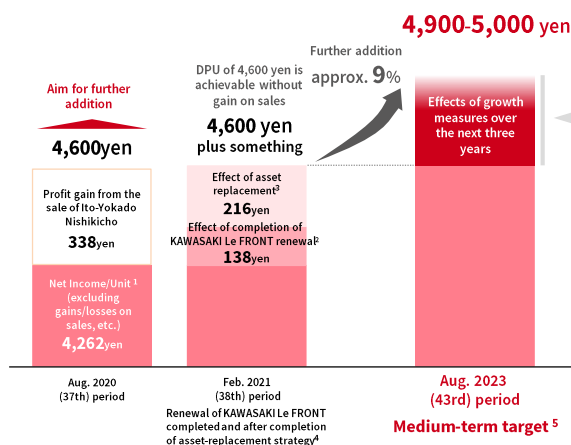 4,900-5,000 yen
Further addition
approx. 9%
DPU of 4,600 yen is
achievable without
gain on sales
4,600 yen
plus something
Aim for further
addition
4,600yen
Effects of growth
measures over
the next three
years
Profit gain from the
sale of Ito-Yokado
Nishikicho
338yen
Effect of asset
replacement3
216yen
Effect of completion of
KAWASAKI Le FRONT renewal2
138yen
Net Income/Unit 1
(excluding
gains/losses on
sales, etc.)
4,262yen
Aug. 2020
(37th) period
Feb. 2021
(38th) period
Renewal of KAWASAKI Le FRONT
completed and after completion
of asset-replacement strategy4
Aug. 2023
(43rd) period
Medium-term target 5